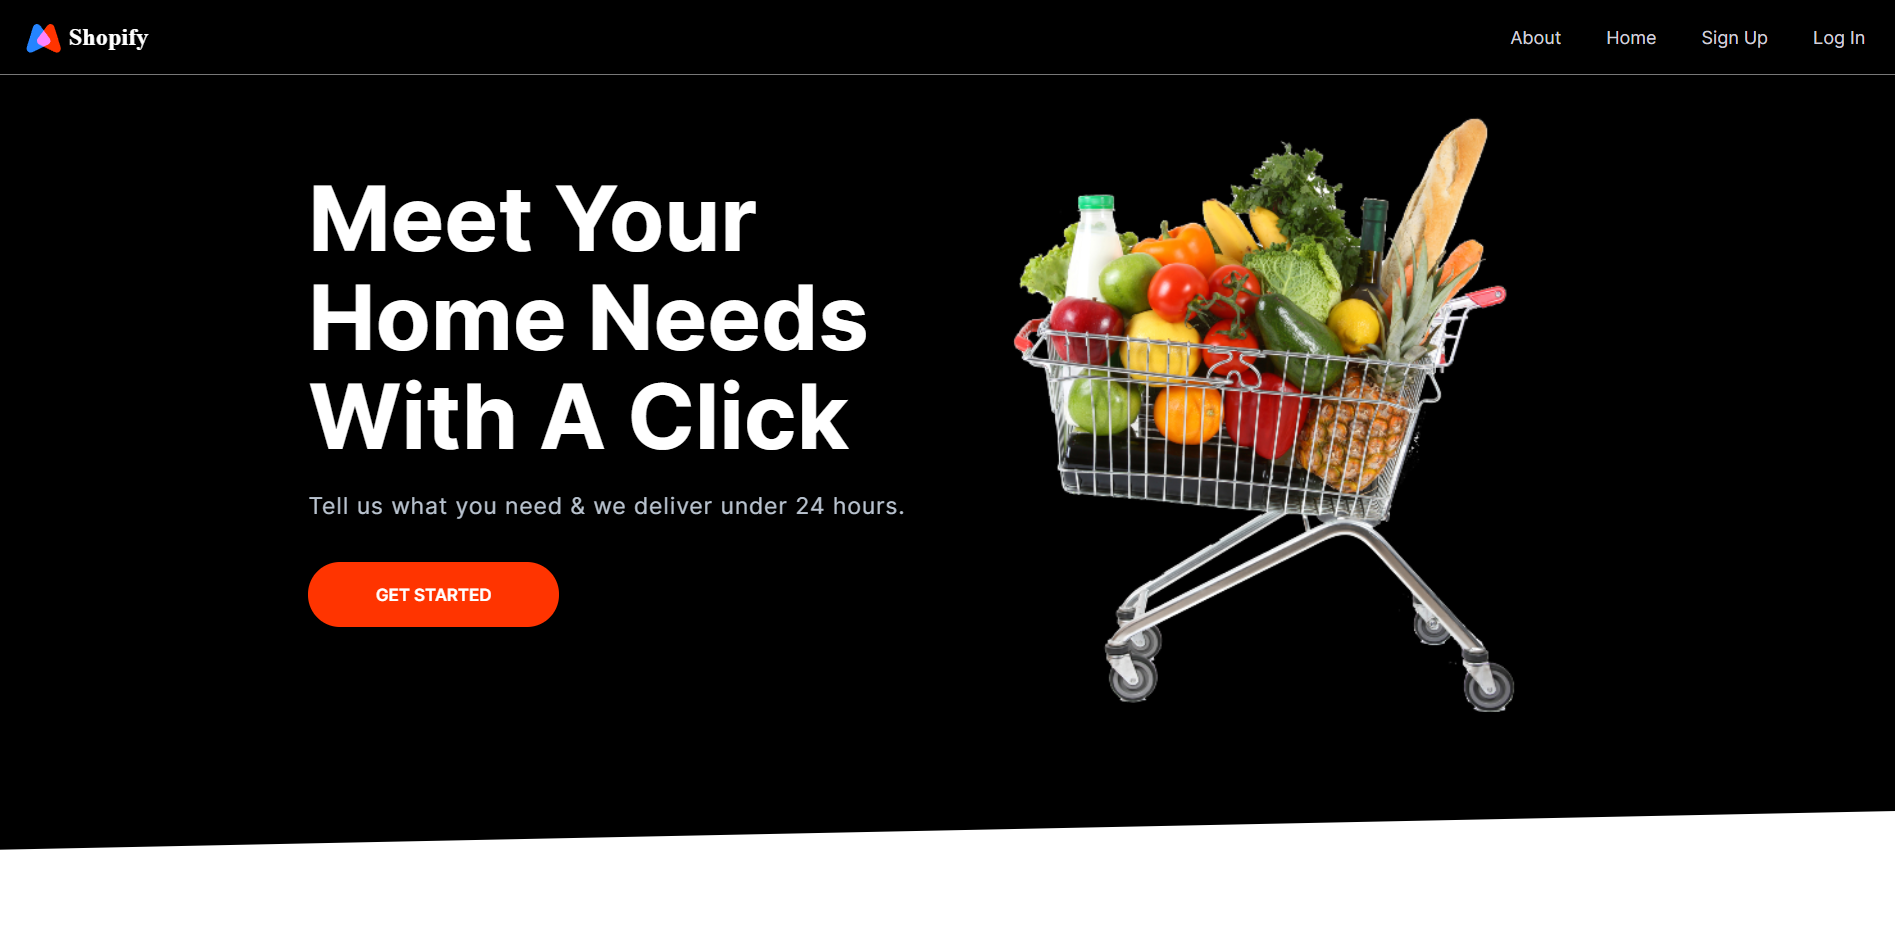 Shopify
About
Home
Sign Up
Log In
Meet Your
Home Needs
With A Click
Tell us what you need & we deliver under 24 hours.
GET STARTED